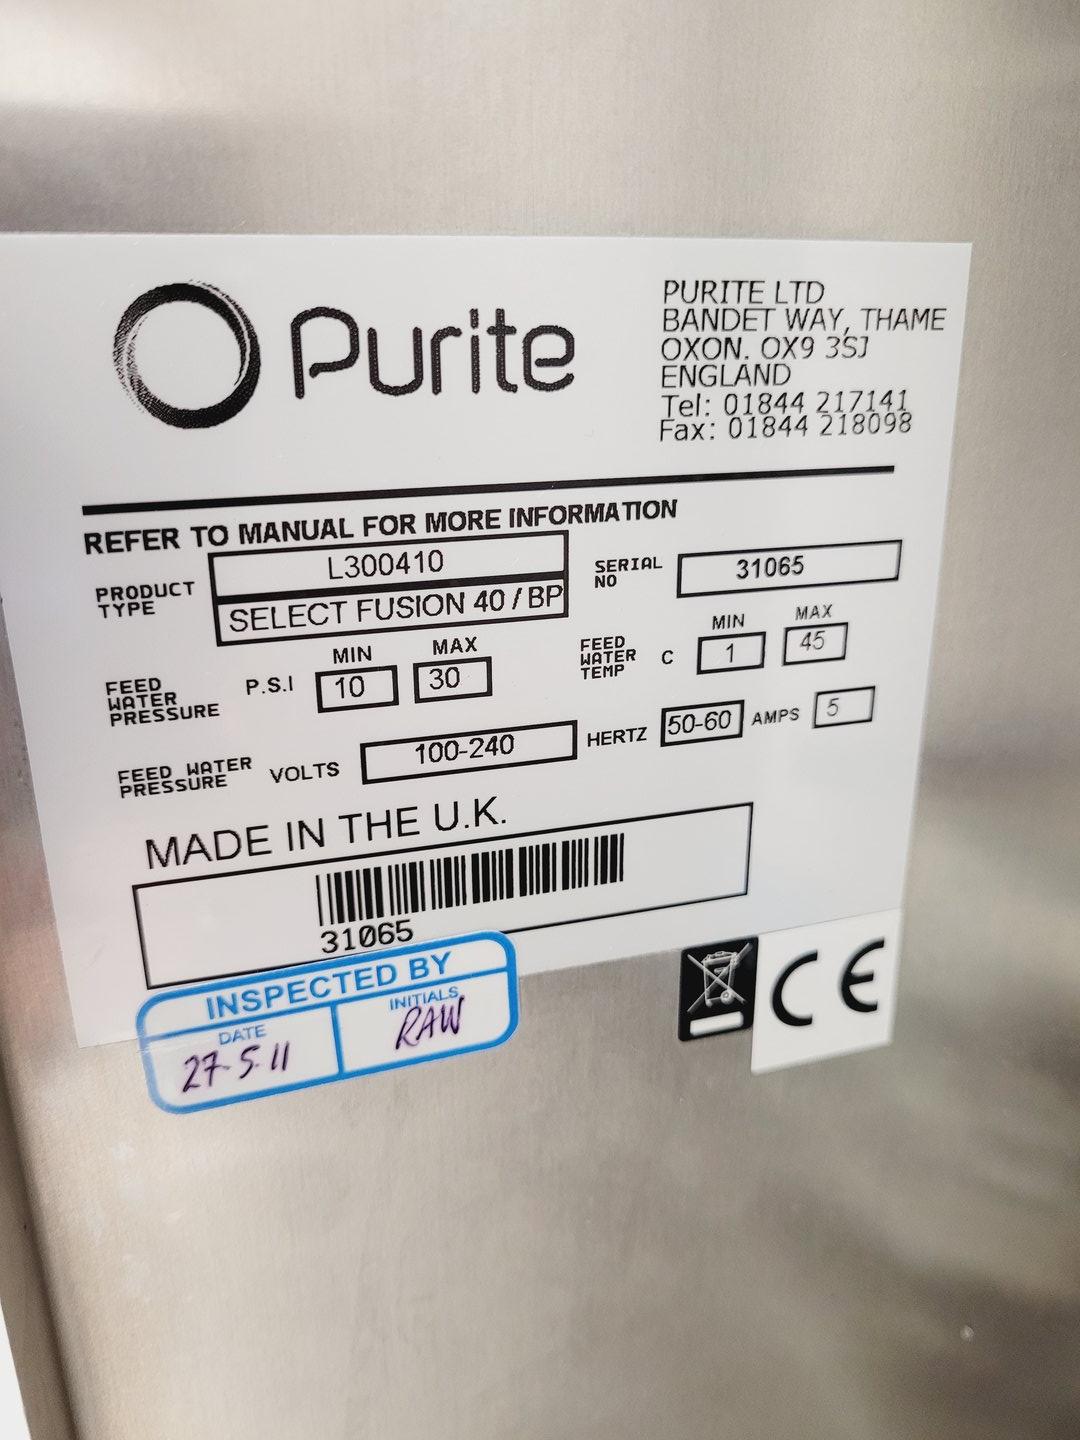 Purite
PURITE LTD
BANDET WAY, THAME
OXON. OX9 3SJ
ENGLAND
Tel: 01844 217141
Fax: 01844 218098
REFER TO MANUAL FOR MORE INFORMATION
PRODUCT TYPE
L300410
SELECT FUSION 40 / BP
SERIAL NO
31065
FEED WATER PRESSURE P.S.I
MIN 10
MAX 30
FEED WATER TEMP C
MIN 1
MAX 45
FEED WATER PRESSURE VOLTS 100-240 HERTZ 50-60 AMPS 5
MADE IN THE U.K.
31065
INSPECTED BY
DATE INITIALS
27-5-11 RAW
CE